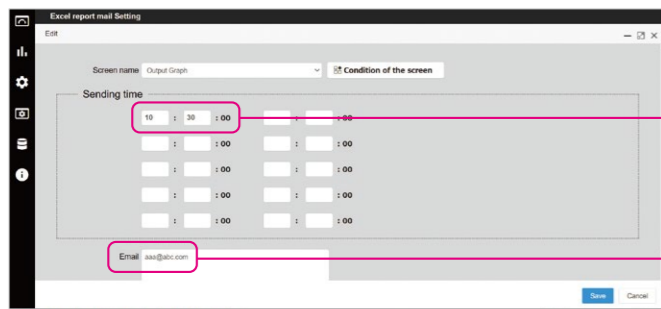 Excel report mail Setting
Edit
Screen name Output Graph Condition of the screen
Sending time
10 : 30 : 00 : : 00
: : 00 : : 00
: : 00 : : 00
: : 00 : : 00
: : 00 : : 00
Email aaa@abc.com
Save Cancel